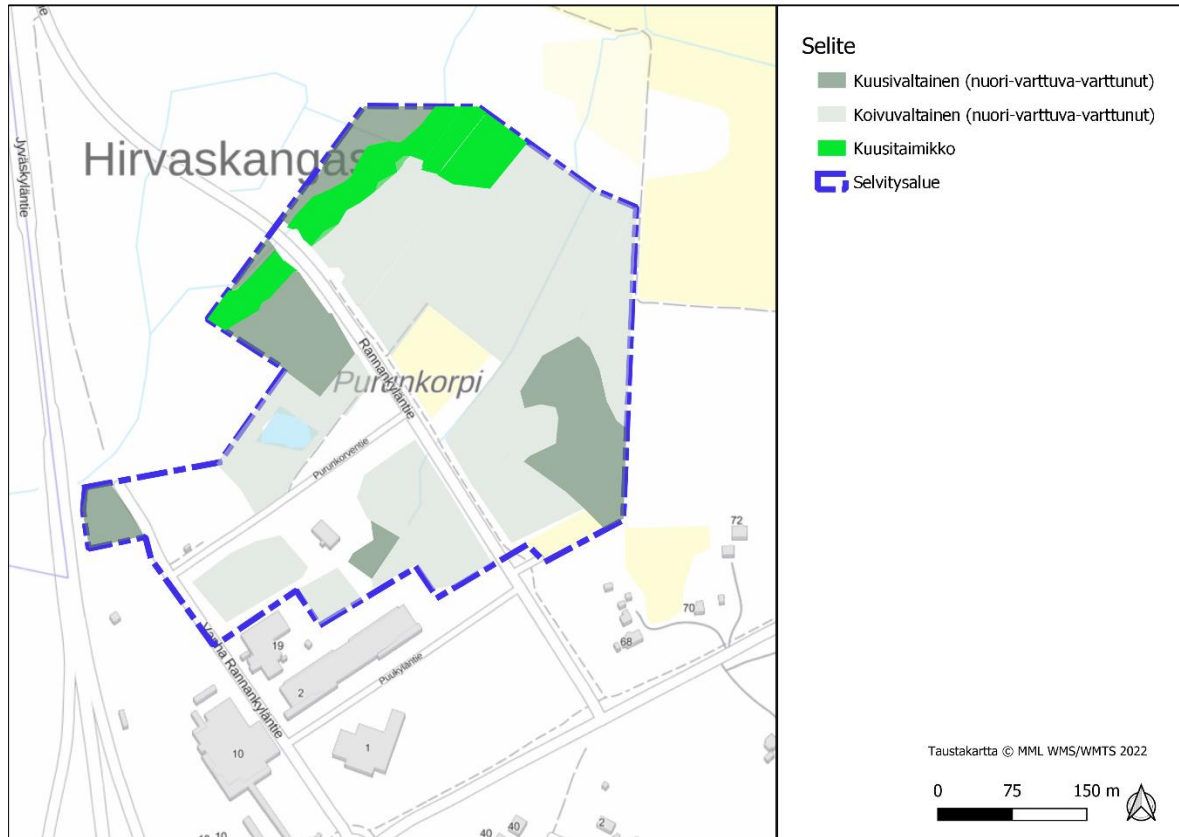 Hirvaskangas
Jyväskyläntie
Rannankyläntie
Purunkorpi
Purunkorventie
72
70
68
Vanha Rannankyläntie
19
2
Puukyläntie
10
1
40
40
2
10
Selite
Kuusivaltainen (nuori-varttuva-varttunut)
Koivuvaltainen (nuori-varttuva-varttunut)
Kuusitaimikko
Selvitysalue
Taustakartta © MML WMS/WMTS 2022
0 75 150 m